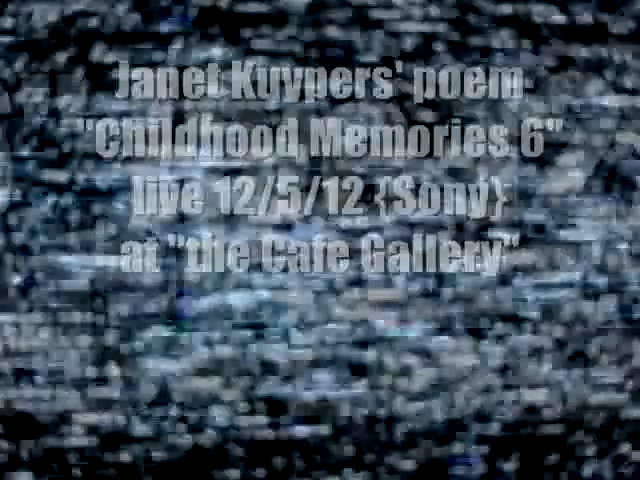 Janet Kuypers' poem
"Childhood Memories 6"
live 12/5/12 {Sony}
at "the Cafe Gallery"